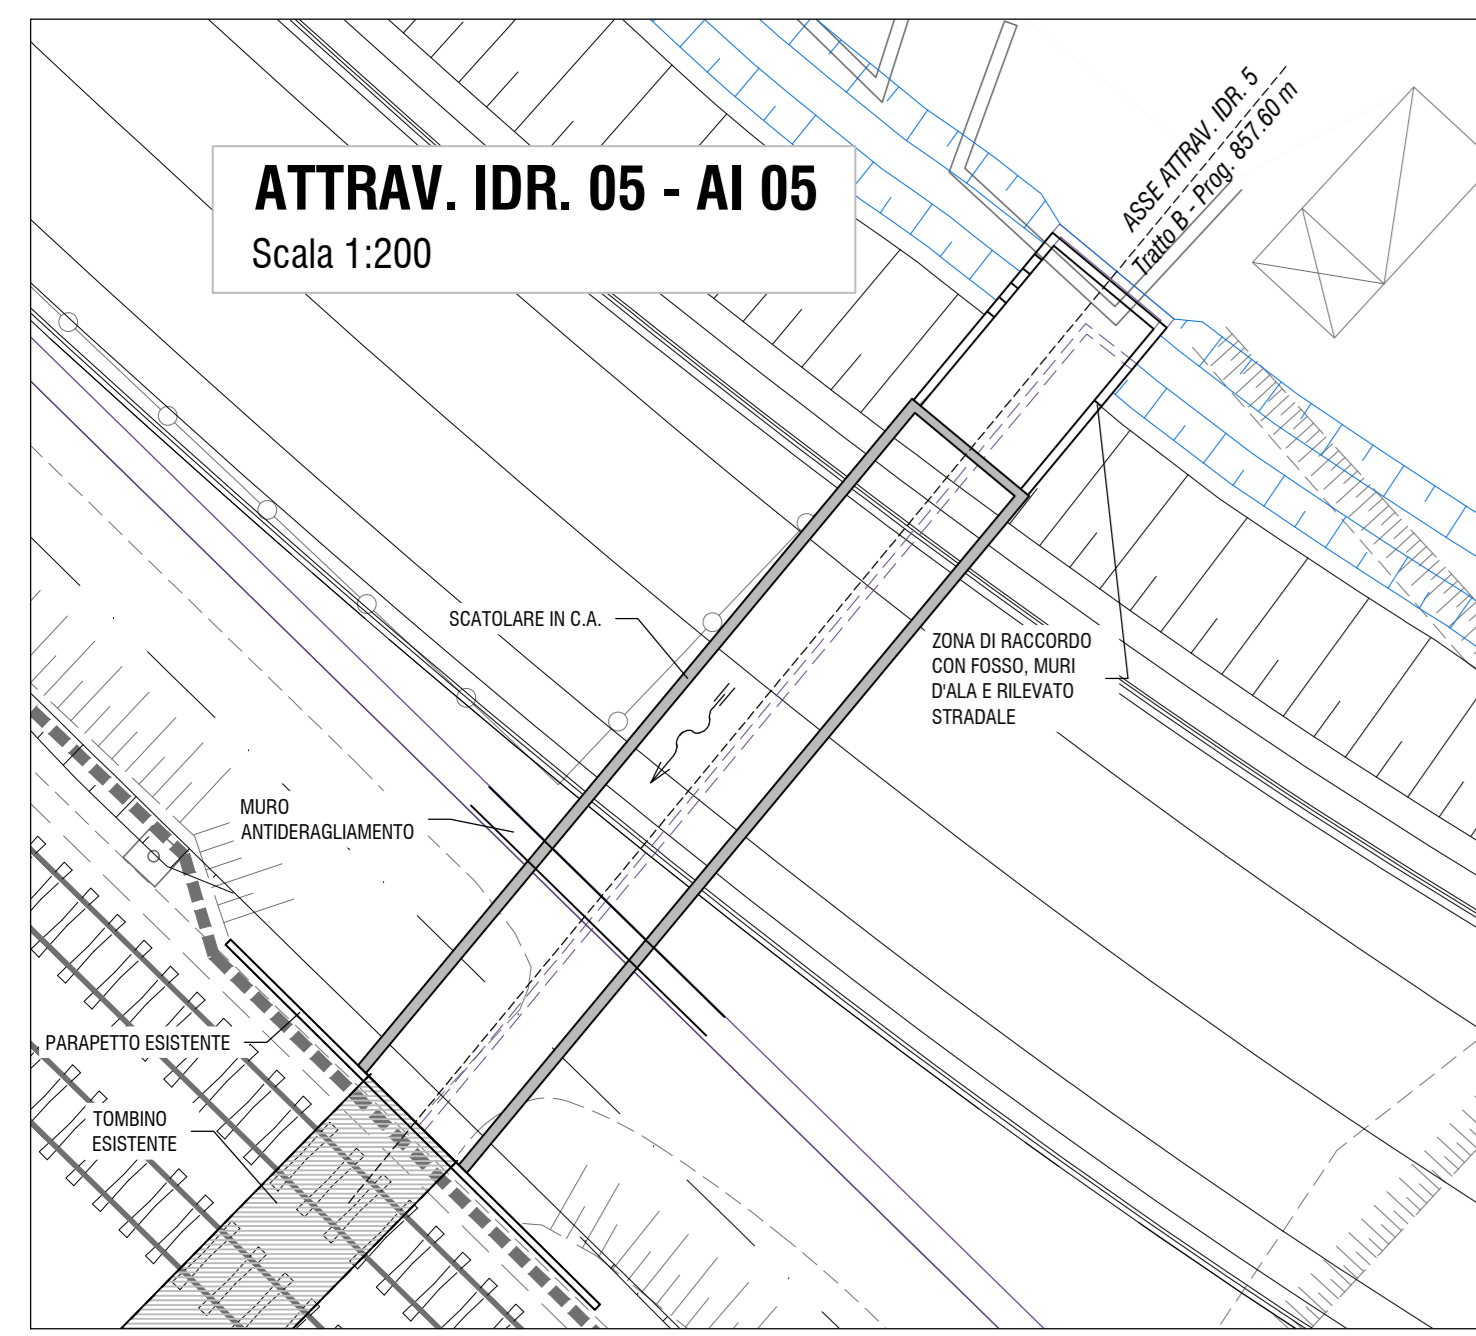 ATTRAV. IDR. 05 - AI 05
Scala 1:200
ASSE ATTRAV. IDR. 5
Tratto B - Prog. 857.60 m
SCATOLARE IN C.A.
ZONA DI RACCORDO
CON FOSSO, MURI
D'ALA E RILEVATO
STRADALE
MURO
ANTIDERAGLIAMENTO
PARAPETTO ESISTENTE
TOMBINO
ESISTENTE